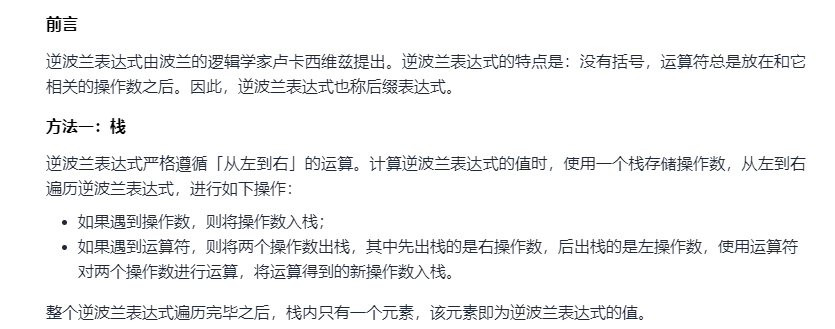 前言
逆波兰表达式由波兰的逻辑学家卢卡西维兹提出。逆波兰表达式的特点是：没有括号，运算符总是放在和它
相关的操作数之后。因此，逆波兰表达式也称后缀表达式。
方法一：栈
逆波兰表达式严格遵循「从左到右」的运算。计算逆波兰表达式的值时，使用一个栈存储操作数，从左到右
遍历逆波兰表达式，进行如下操作：
• 如果遇到操作数，则将操作数入栈；
• 如果遇到运算符，则将两个操作数出栈，其中先出栈的是右操作数，后出栈的是左操作数，使用运算符
对两个操作数进行运算，将运算得到的新操作数入栈。
整个逆波兰表达式遍历完毕之后，栈内只有一个元素，该元素即为逆波兰表达式的值。